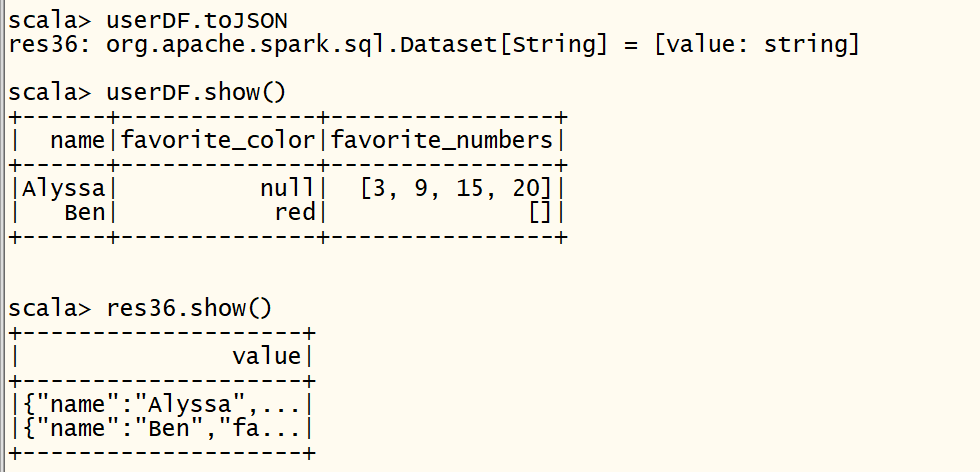 scala> userDF.toJSON
res36: org.apache.spark.sql.Dataset[String] = [value: string]
scala> userDF.show()
+------+--------------+----------------+
|  name|favorite_color|favorite_numbers|
+------+--------------+----------------+
|Alyssa|          null|  [3, 9, 15, 20]|
|   Ben|           red|              []|
+------+--------------+----------------+
scala> res36.show()
+--------------------+
|               value|
+--------------------+
|{"name":"Alyssa",...|
|{"name":"Ben","fa...|
+--------------------+